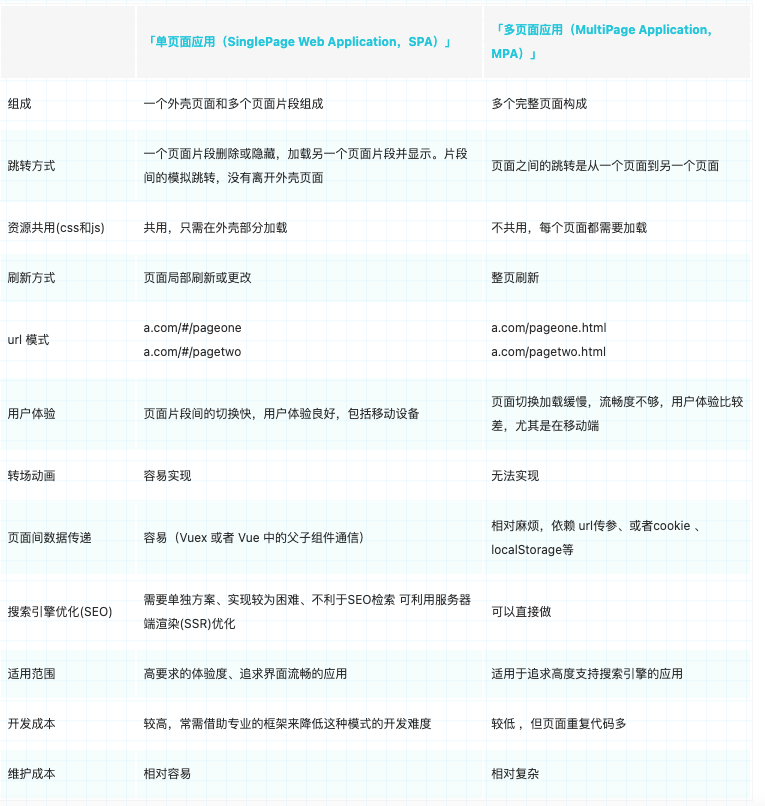 「单页面应用（SinglePage Web Application，SPA）」
「多页面应用（MultiPage Application，
MPA）」
组成
一个外壳页面和多个页面片段组成
多个完整页面构成
跳转方式
一个页面片段删除或隐藏，加载另一个页面片段并显示。片段
间的模拟跳转，没有离开外壳页面
页面之间的跳转是从一个页面到另一个页面
资源共用(css和js)
共用，只需在外壳部分加载
不共用，每个页面都需要加载
刷新方式
页面局部刷新或更改
整页刷新
url 模式
a.com/#/pageone
a.com/#/pagetwo
a.com/pageone.html
a.com/pagetwo.html
用户体验
页面片段间的切换快，用户体验良好，包括移动设备
页面切换加载缓慢，流畅度不够，用户体验比较
差，尤其是在移动端
转场动画
容易实现
无法实现
页面间数据传递
容易（Vuex 或者 Vue 中的父子组件通信）
相对麻烦，依赖 url传参、或者cookie 、
localStorage等
搜索引擎优化(SEO)
需要单独方案、实现较为困难、不利于SEO检索 可利用服务器
端渲染(SSR)优化
可以直接做
适用范围
高要求的体验度、追求界面流畅的应用
适用于追求高度支持搜索引擎的应用
开发成本
较高，常需借助专业的框架来降低这种模式的开发难度
较低 ，但页面重复代码多
维护成本
相对容易
相对复杂